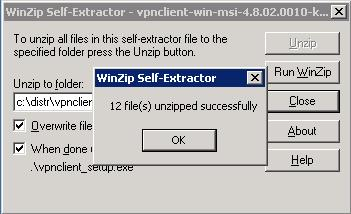 WinZip Self-Extractor - vpnclient-win-msi-4.8.02.0010-k...
To unzip all files in this self-extractor file to the
specified folder press the Unzip button.
Unzip
Run WinZip
Unzip to folder:
c:\distr\vpnclien
Close
Overwrite file
About
When done
.\vpnclient_setup.exe
Help
WinZip Self-Extractor
12 file(s) unzipped successfully
OK